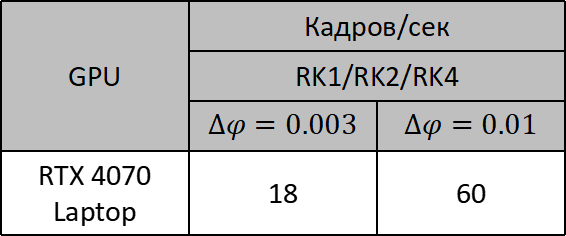 GPU
Кадров/сек
RK1/RK2/RK4
Δφ = 0.003
Δφ = 0.01
RTX 4070
Laptop
18
60